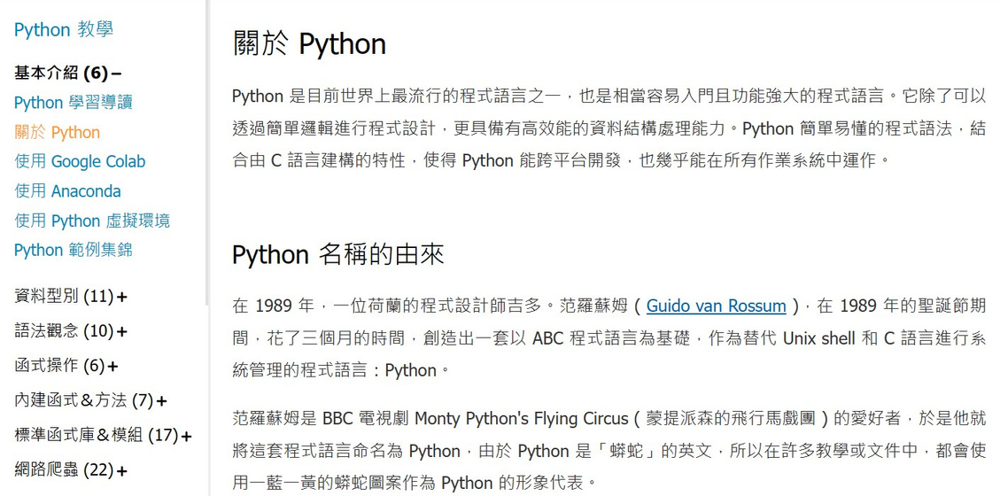 Python 教學
基本介紹 (6)−
Python 學習導讀
關於 Python
使用 Google Colab
使用 Anaconda
使用 Python 虛擬環境
Python 範例集錦
資料型別 (11)+
語法觀念 (10)+
函式操作 (6)+
內建函式&方法 (7)+
標準函式庫&模組 (17)+
網路爬蟲 (22)+
關於 Python
Python 是目前世界上最流行的程式語言之一，也是相當容易入門且功能強大的程式語言。它除了可以
透過簡單邏輯進行程式設計，更具備有高效能的資料結構處理能力。Python 簡單易懂的程式語法，結
合由 C 語言建構的特性，使得 Python 能跨平台開發，也幾乎能在所有作業系統中運作。
Python 名稱的由來
在 1989 年，一位荷蘭的程式設計師吉多。范羅蘇姆 ( Guido van Rossum )，在 1989 年的聖誕節期
間，花了三個月的時間，創造出一套以 ABC 程式語言為基礎，作為替代 Unix shell 和 C 語言進行系
統管理的程式語言：Python。
范羅蘇姆是 BBC 電視劇 Monty Python's Flying Circus ( 蒙提派森的飛行馬戲團 ) 的愛好者，於是他就
將這套程式語言命名為 Python，由於 Python 是「蟒蛇」的英文，所以在許多教學或文件中，都會使
用一藍一黃的蟒蛇圖案作為 Python 的形象代表。